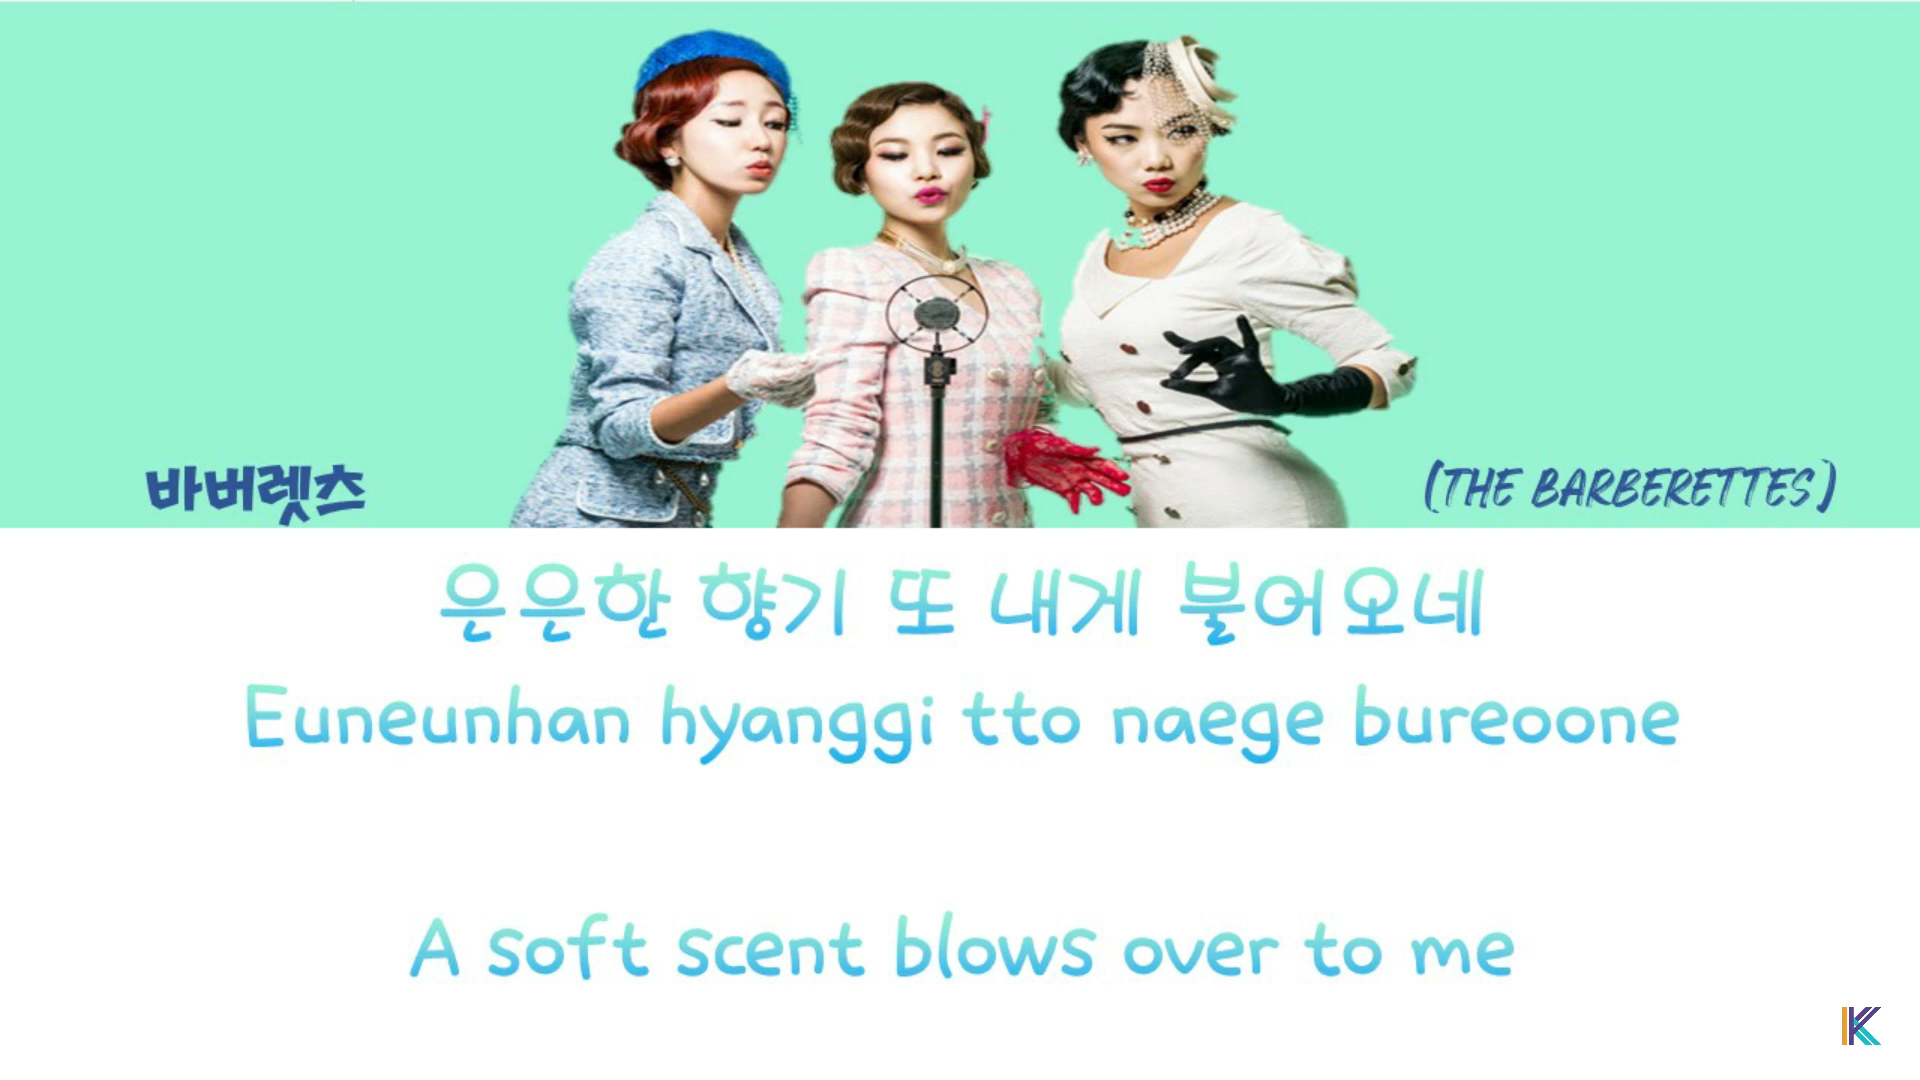 바버렛츠
(THE BARBERETTES)
은은한 향기 또 내게 불어오네
Euneunhan hyanggi tto naege bureoone
A soft scent blows over to me
K